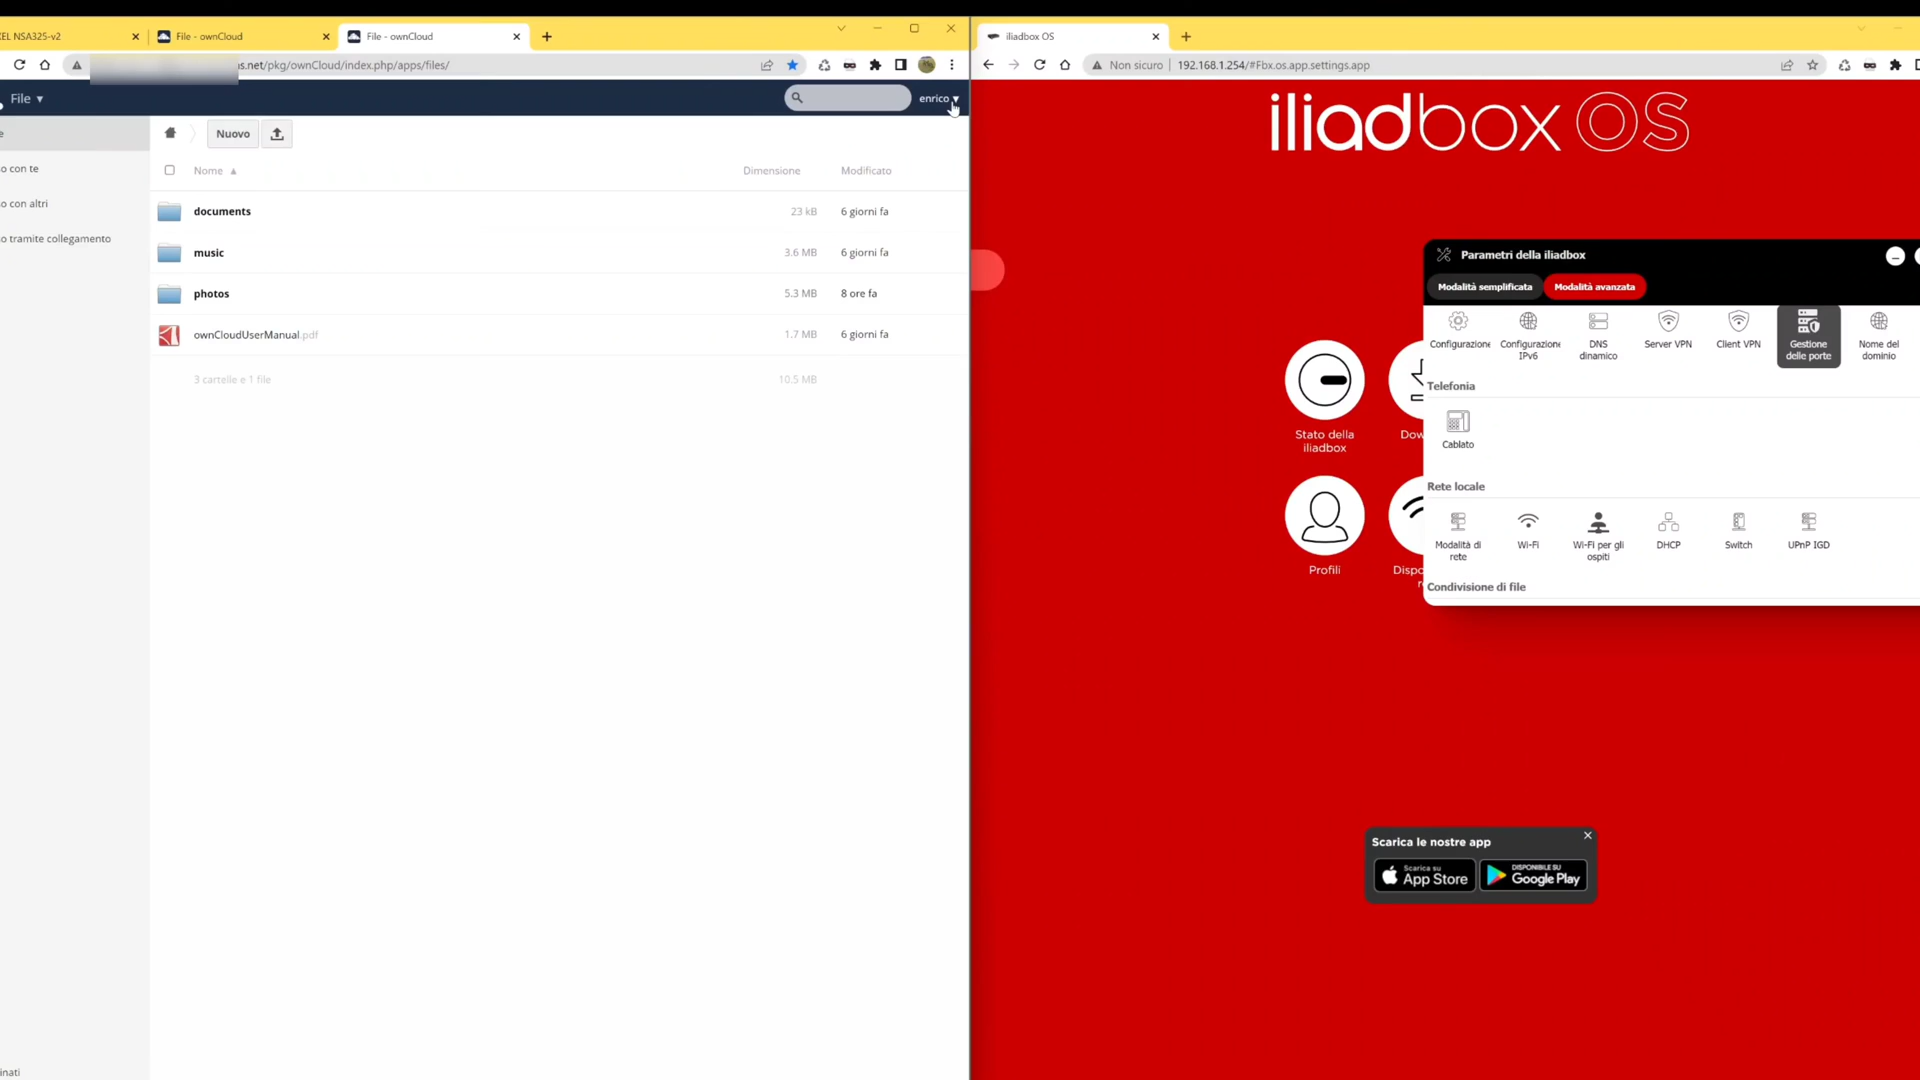 EL NSA325-v2
File - ownCloud
File - ownCloud
s.net/pkg/ownCloud/index.php/apps/files/
File ▾
enrico ▾
e
Nuovo
Nome ▲
Dimensione
Modificato
o con te
o con altri
o tramite collegamento
documents
23 kB
6 giorni fa
music
3.6 MB
6 giorni fa
photos
5.3 MB
8 ore fa
ownCloudUserManual.pdf
1.7 MB
6 giorni fa
3 cartelle e 1 file
10.5 MB
inati
iliadbox OS
Non sicuro
192.168.1.254/#Fbx.os.app.settings.app
iliadbox OS
Parametri della iliadbox
Modalità semplificata
Modalità avanzata
Configurazione
Configurazione
IPv6
DNS
dinamico
Server VPN
Client VPN
Gestione
delle porte
Nome del
dominio
Telefonia
Cablato
Rete locale
Modalità di
rete
Wi-Fi
Wi-Fi per gli
ospiti
DHCP
Switch
UPnP IGD
Condivisione di file
Stato della
iliadbox
Dow
Profili
Dispo
r
Scarica le nostre app
Scarica su
App Store
DISPONIBILE SU
Google Play